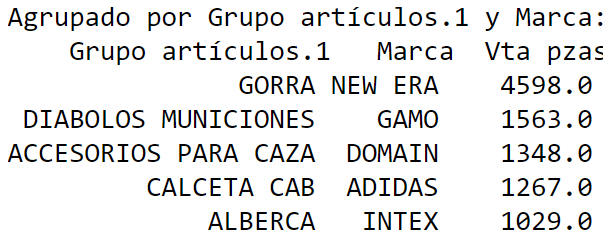 Agrupado por Grupo artículos.1 y Marca:
Grupo artículos.1 Marca Vta pzas
GORRA NEW ERA 4598.0
DIABOLOS MUNICIONES GAMO 1563.0
ACCESORIOS PARA CAZA DOMAIN 1348.0
CALCETA CAB ADIDAS 1267.0
ALBERCA INTEX 1029.0